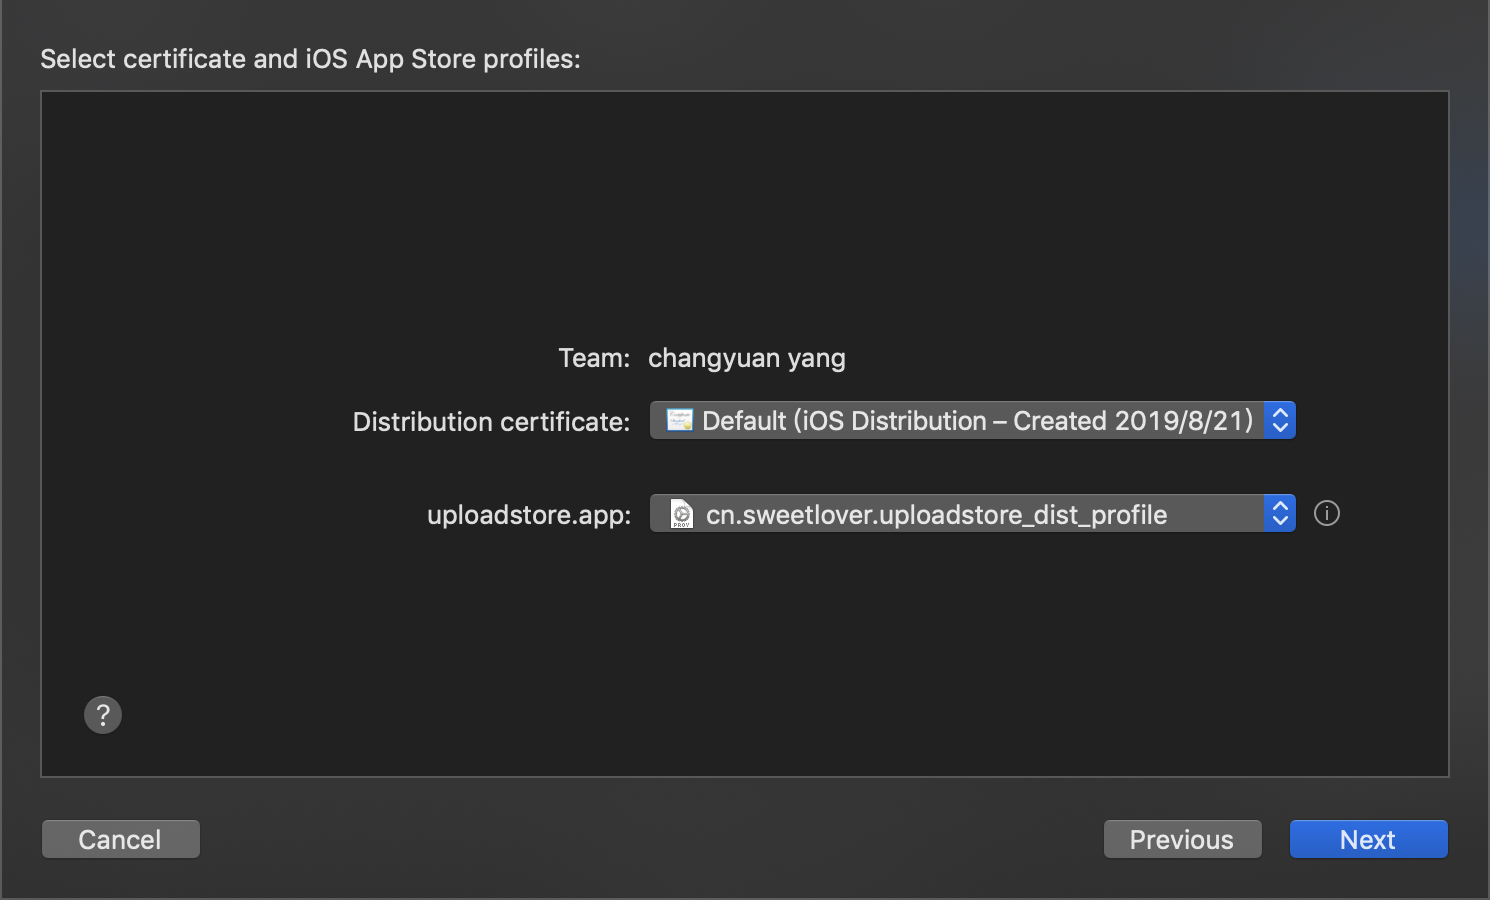 Select certificate and iOS App Store profiles:
Team: changyuan yang
Distribution certificate: Default (iOS Distribution – Created 2019/8/21)
uploadstore.app: PROV cn.sweetlover.uploadstore_dist_profile
?
Cancel Previous Next